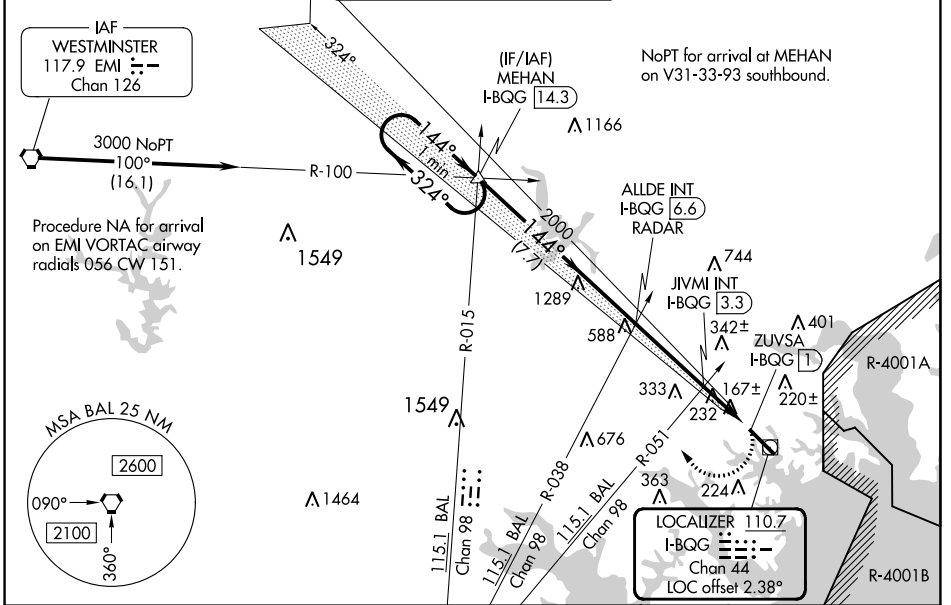 IAF
WESTMINSTER
117.9 EMI
Chan 126
3000 NoPT
100°
(16.1)
R-100
Procedure NA for arrival
on EMI VORTAC airway
radials 056 CW 151.
324°
(IF/IAF)
MEHAN
I-BQG 14.3
NoPT for arrival at MEHAN
on V31-33-93 southbound.
1166
144°
1 min
324°
2000
144°
(7.7)
1549
1289
ALLDE INT
I-BQG 6.6
RADAR
588
744
JIVMI INT
I-BQG 3.3
342±
401
ZUVSA
I-BQG 1
R-4001A
333
232
167±
220±
R-015
1549
676
R-038
R-051
363
224
1464
115.1 BAL
Chan 98
115.1 BAL
Chan 98
115.1 BAL
Chan 98
MSA BAL 25 NM
2600
090°
2100
360°
LOCALIZER 110.7
I-BQG
Chan 44
LOC offset 2.38°
R-4001B